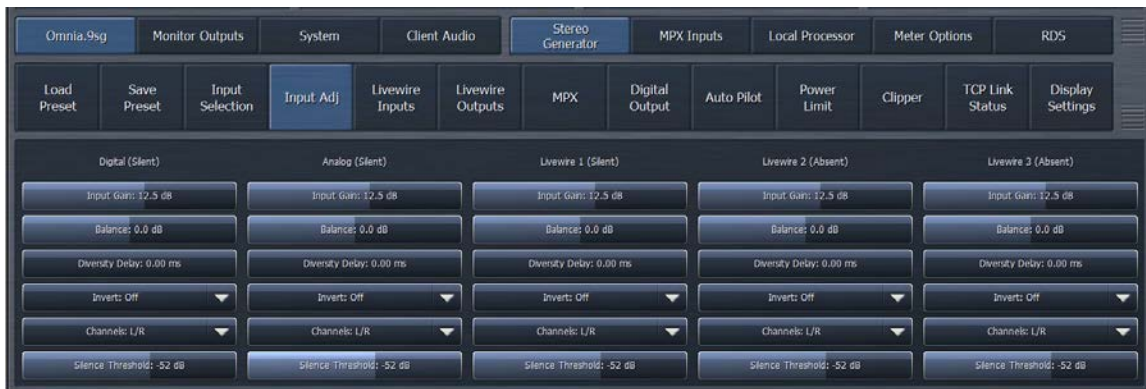 Omnia.9sg Monitor Outputs System Client Audio Stereo Generator MPX Inputs Local Processor Meter Options RDS
Load Preset Save Preset Input Selection Input Adj Livewire Inputs Livewire Outputs MPX Digital Output Auto Pilot Power Limit Clipper TCP Link Status Display Settings
Digital (Silent) Analog (Silent) Livewire 1 (Silent) Livewire 2 (Absent) Livewire 3 (Absent)
Input Gain: 12.5 dB Input Gain: 12.5 dB Input Gain: 12.5 dB Input Gain: 12.5 dB Input Gain: 12.5 dB
Balance: 0.0 dB Balance: 0.0 dB Balance: 0.0 dB Balance: 0.0 dB Balance: 0.0 dB
Diversity Delay: 0.00 ms Diversity Delay: 0.00 ms Diversity Delay: 0.00 ms Diversity Delay: 0.00 ms Diversity Delay: 0.00 ms
Invert: Off Invert: Off Invert: Off Invert: Off Invert: Off
Channels: L/R Channels: L/R Channels: L/R Channels: L/R Channels: L/R
Silence Threshold: -52 dB Silence Threshold: -52 dB Silence Threshold: -52 dB Silence Threshold: -52 dB Silence Threshold: -52 dB